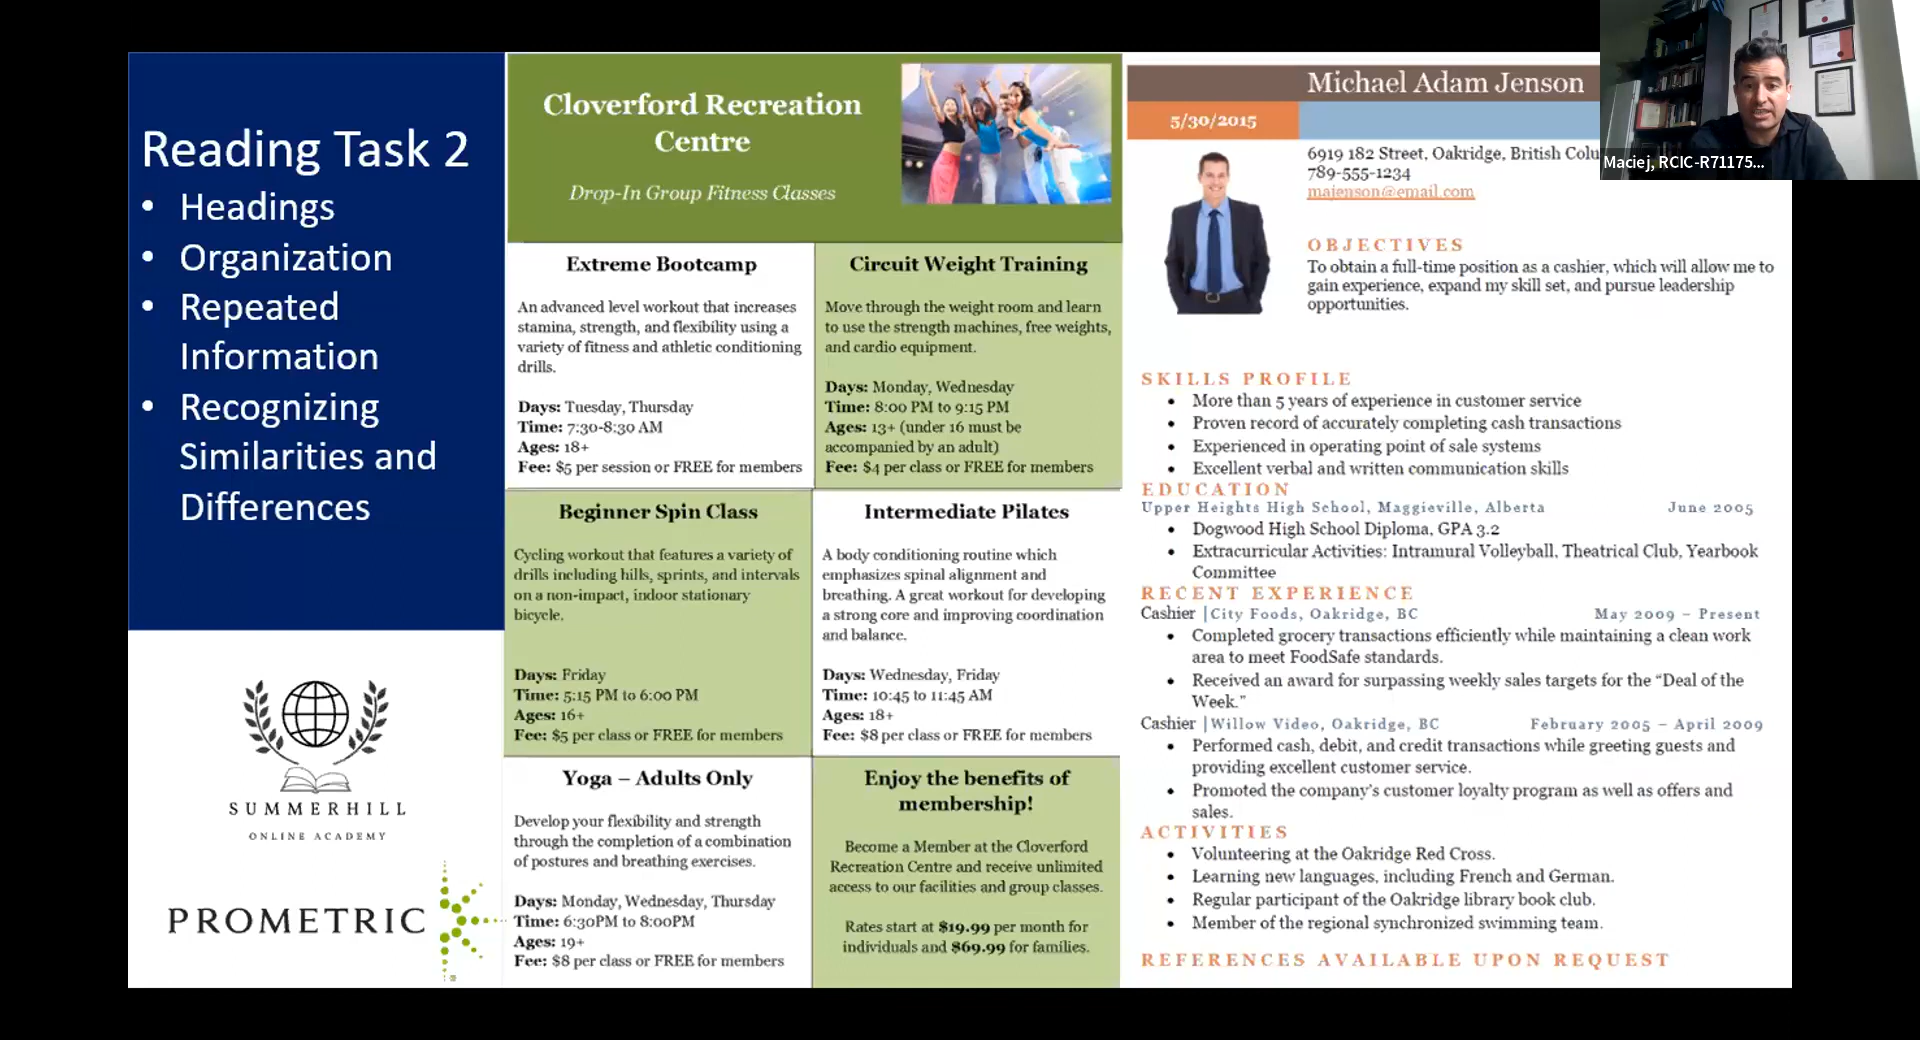 Reading Task 2
• Headings
• Organization
• Repeated
Information
• Recognizing
Similarities and
Differences
SUMMERHILL
ONLINE ACADEMY
PROMETRIC
Cloverford Recreation
Centre
Drop-In Group Fitness Classes
Extreme Bootcamp
An advanced level workout that increases
stamina, strength, and flexibility using a
variety of fitness and athletic conditioning
drills.
Days: Tuesday, Thursday
Time: 7:30-8:30 AM
Ages: 18+
Fee: $5 per session or FREE for members
Circuit Weight Training
Move through the weight room and learn
to use the strength machines, free weights,
and cardio equipment.
Days: Monday, Wednesday
Time: 8:00 PM to 9:15 PM
Ages: 13+ (under 16 must be
accompanied by an adult)
Fee: $4 per class or FREE for members
Beginner Spin Class
Cycling workout that features a variety of
drills including hills, sprints, and intervals
on a non-impact, indoor stationary
bicycle.
Days: Friday
Time: 5:15 PM to 6:00 PM
Ages: 16+
Fee: $5 per class or FREE for members
Intermediate Pilates
A body conditioning routine which
emphasizes spinal alignment and
breathing. A great workout for developing
a strong core and improving coordination
and balance.
Days: Wednesday, Friday
Time: 10:45 to 11:45 AM
Ages: 18+
Fee: $8 per class or FREE for members
Yoga – Adults Only
Develop your flexibility and strength
through the completion of a combination
of postures and breathing exercises.
Days: Monday, Wednesday, Thursday
Time: 6:30PM to 8:00PM
Ages: 19+
Fee: $8 per class or FREE for members
Enjoy the benefits of
membership!
Become a Member at the Cloverford
Recreation Centre and receive unlimited
access to our facilities and group classes.
Rates start at $19.99 per month for
individuals and $69.99 for families.
Michael Adam Jenson
5/30/2015
6919 182 Street, Oakridge, British Colu
789-555-1234
majenson@email.com
OBJECTIVES
To obtain a full-time position as a cashier, which will allow me to
gain experience, expand my skill set, and pursue leadership
opportunities.
SKILLS PROFILE
• More than 5 years of experience in customer service
• Proven record of accurately completing cash transactions
• Experienced in operating point of sale systems
• Excellent verbal and written communication skills
EDUCATION
Upper Heights High School, Maggieville, Alberta June 2005
• Dogwood High School Diploma, GPA 3.2
• Extracurricular Activities: Intramural Volleyball, Theatrical Club, Yearbook
Committee
RECENT EXPERIENCE
Cashier |City Foods, Oakridge, BC May 2009 – Present
• Completed grocery transactions efficiently while maintaining a clean work
area to meet FoodSafe standards.
• Received an award for surpassing weekly sales targets for the “Deal of the
Week.”
Cashier |Willow Video, Oakridge, BC February 2005 – April 2009
• Performed cash, debit, and credit transactions while greeting guests and
providing excellent customer service.
• Promoted the company’s customer loyalty program as well as offers and
sales.
ACTIVITIES
• Volunteering at the Oakridge Red Cross.
• Learning new languages, including French and German.
• Regular participant of the Oakridge library book club.
• Member of the regional synchronized swimming team.
REFERENCES AVAILABLE UPON REQUEST
Maciej, RCIC-R71175...